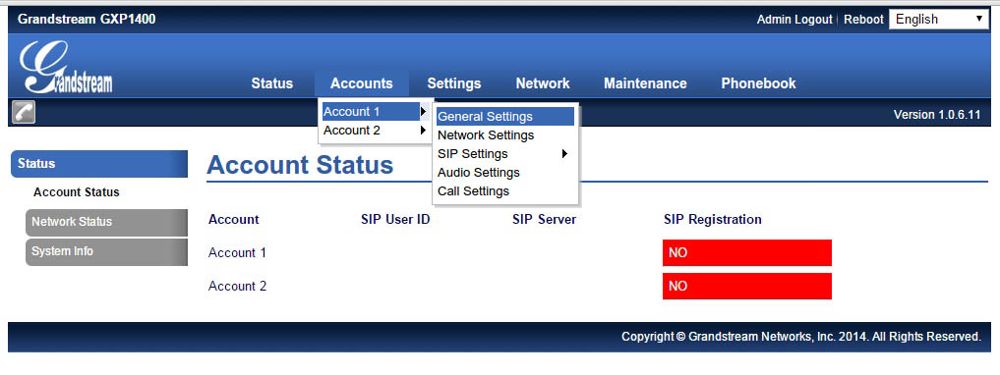 Grandstream GXP1400 Admin Logout | Reboot English
Grandstream
Status Accounts Settings Network Maintenance Phonebook
Version 1.0.6.11
Account 1
Account 2
General Settings
Network Settings
SIP Settings
Audio Settings
Call Settings
Status
Account Status
Network Status
System Info
Account Status
Account SIP User ID SIP Server SIP Registration
Account 1 NO
Account 2 NO
Copyright © Grandstream Networks, Inc. 2014. All Rights Reserved.